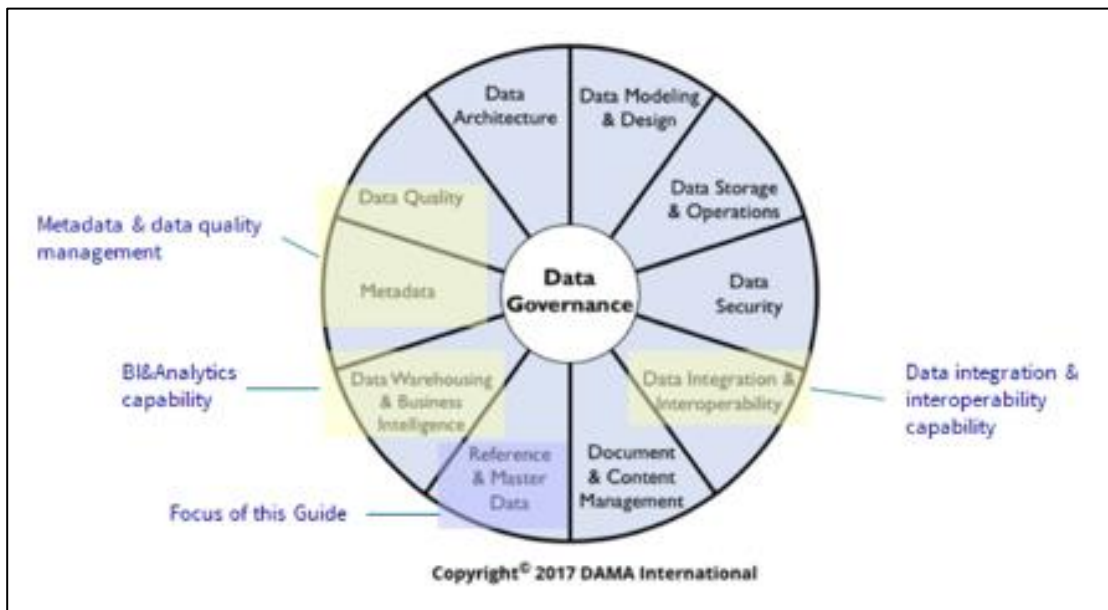 Data
Architecture
Data Modeling
& Design
Data Quality
Data Storage
& Operations
Metadata & data quality
management
Metadata
Data
Governance
Data
Security
BI&Analytics
capability
Data Warehousing
& Business
Intelligence
Data Integration &
Interoperability
Data integration &
interoperability
capability
Reference
& Master
Data
Document
& Content
Management
Focus of this Guide
Copyright© 2017 DAMA International